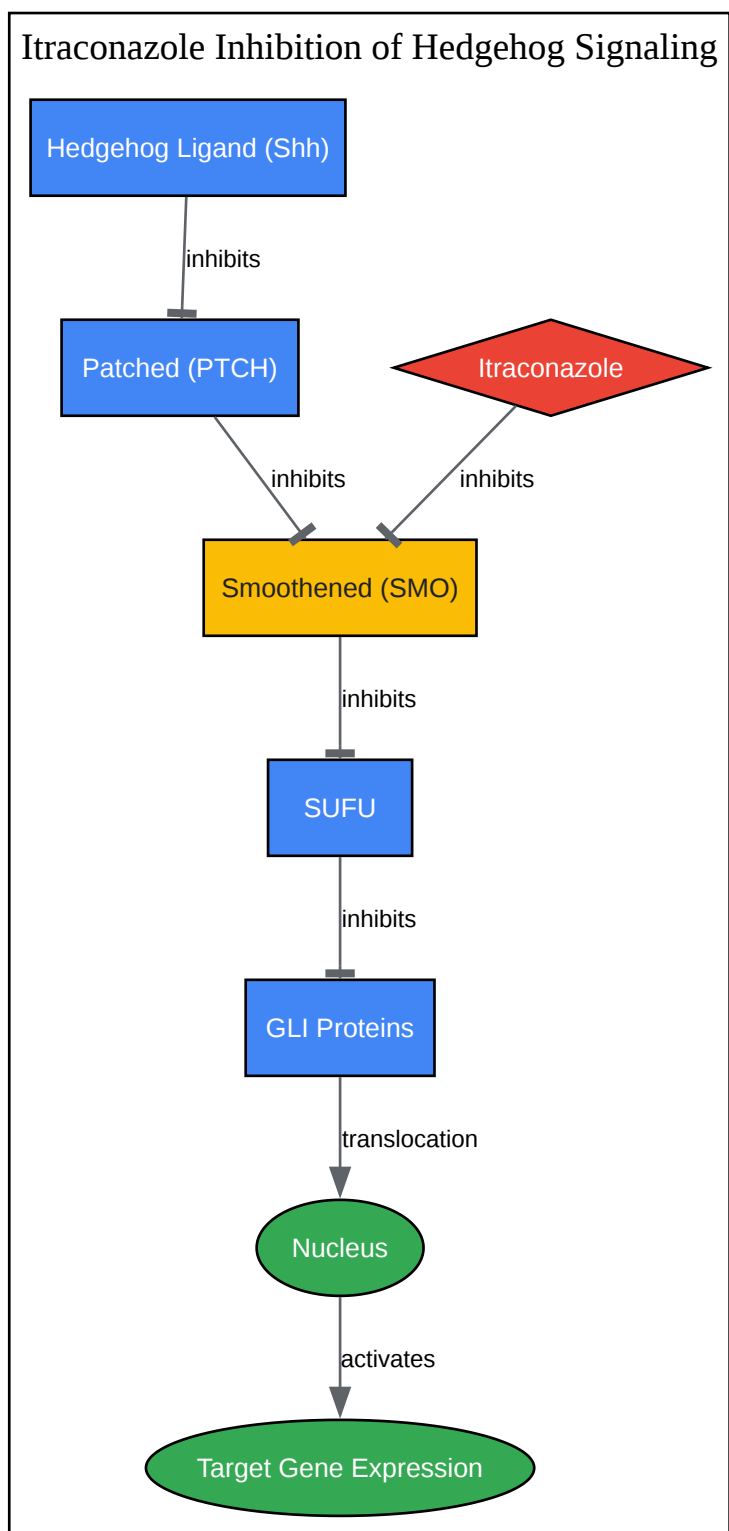 Itraconazole Inhibition of Hedgehog Signaling
Hedgehog Ligand (Shh)
inhibits
Patched (PTCH)
Itraconazole
inhibits
inhibits
Smoothened (SMO)
inhibits
SUFU
inhibits
GLI Proteins
translocation
Nucleus
activates
Target Gene Expression